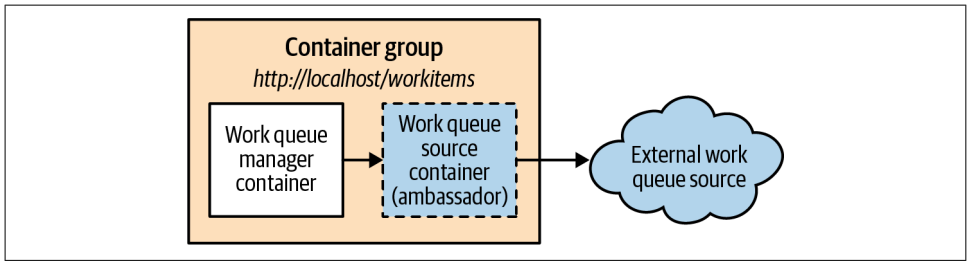 Container group
http://localhost/workitems
Work queue
manager
container
Work queue
source
container
(ambassador)
External work
queue source